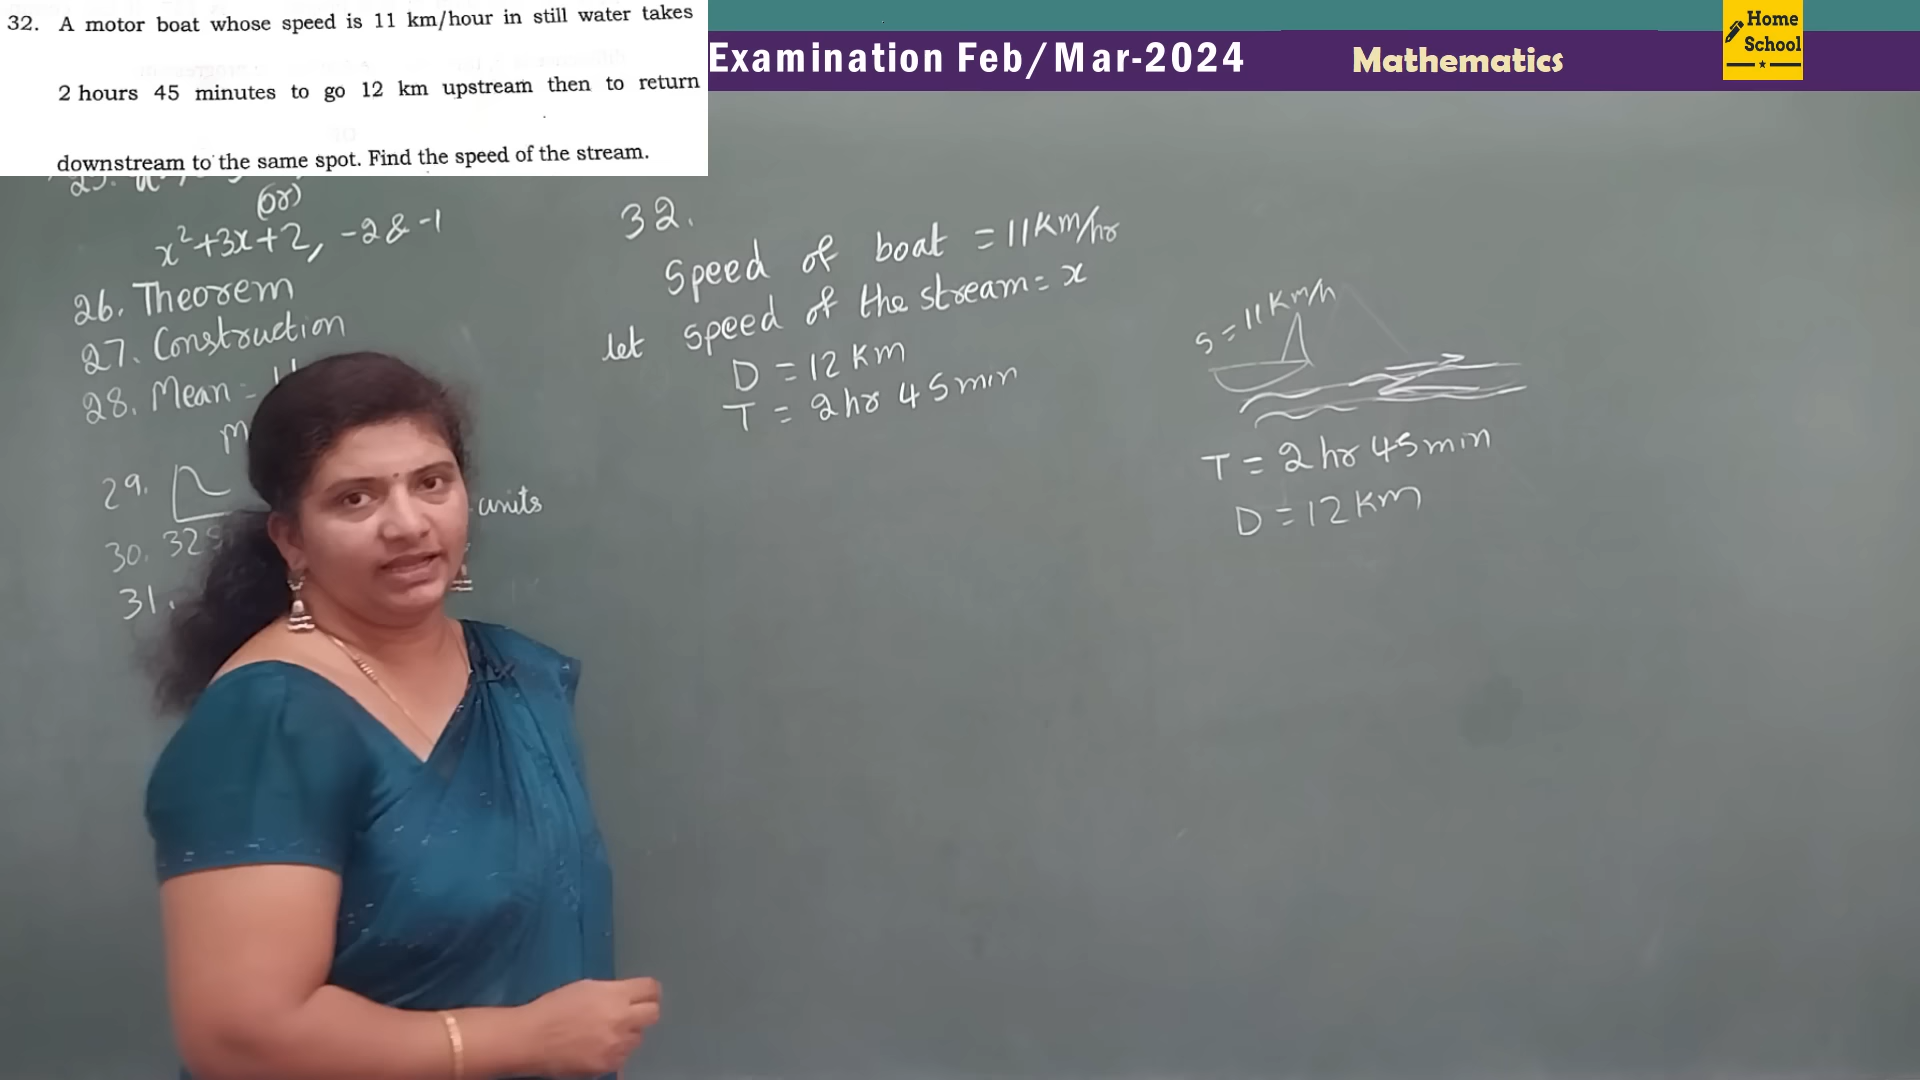 32. A motor boat whose speed is 11 km/hour in still water takes
2 hours 45 minutes to go 12 km upstream then to return
downstream to the same spot. Find the speed of the stream.
Examination Feb/Mar-2024
Mathematics
Home
School
(or)
x²+3x+2, -2 & -1
26. Theorem
27. Construction
28. Mean =
M
29.
units
30. 325
31.
32.
Speed of boat = 11 Km/hr
let speed of the stream = x
D = 12 Km
T = 2 hr 45 min
S = 11 Km/h
T = 2 hr 45 min
D = 12 Km